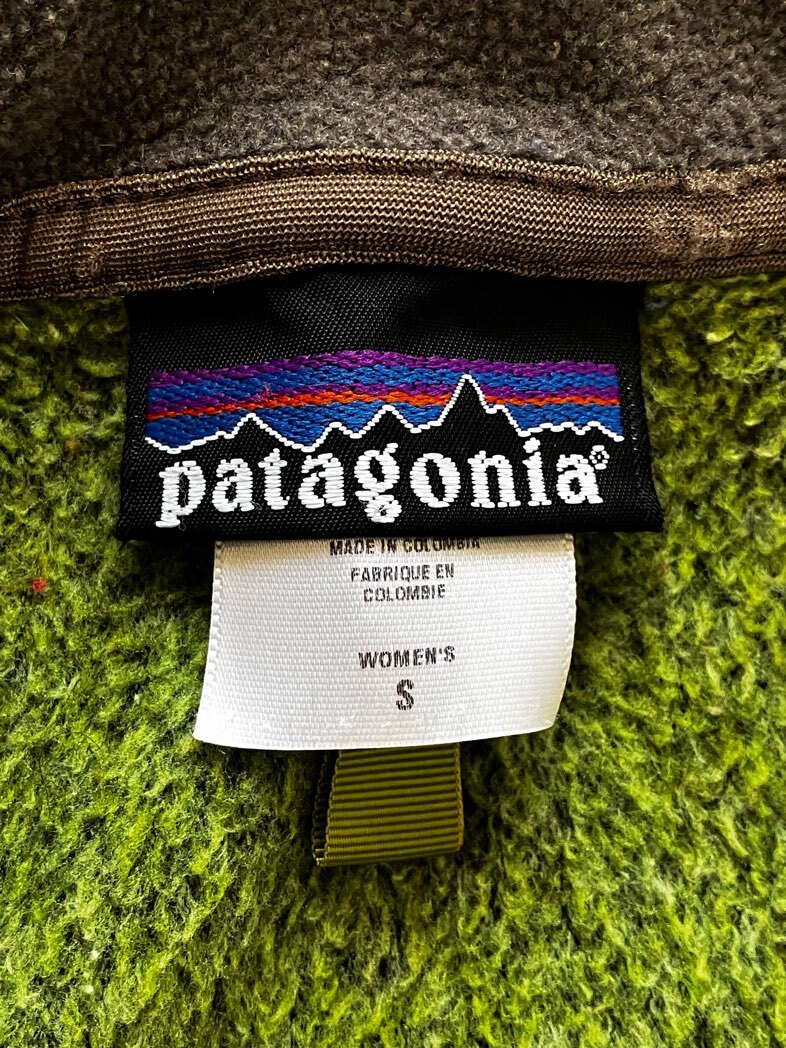 patagonia®
MADE IN COLOMBIA
FABRIQUE EN
COLOMBIE
WOMEN'S
S